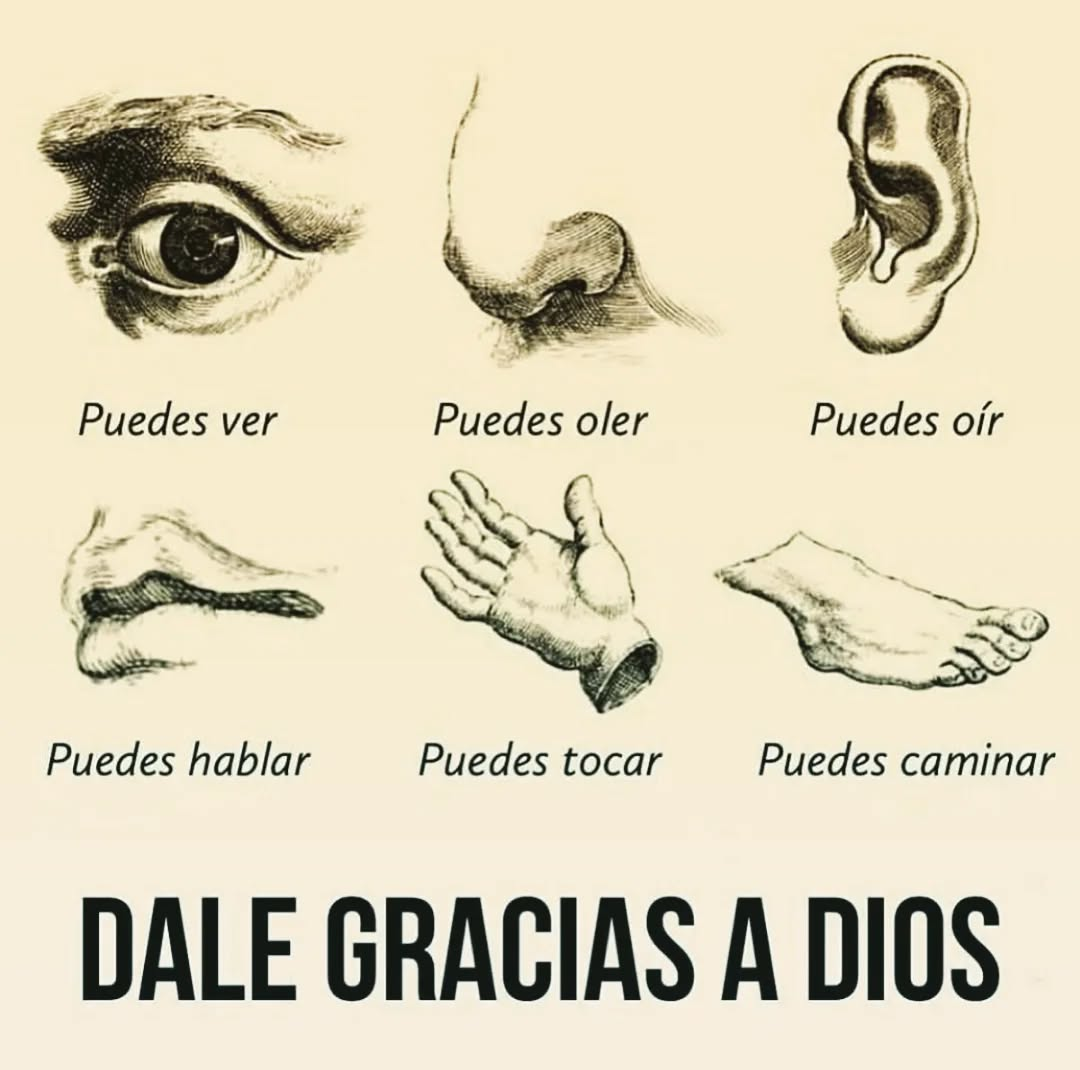 Puedes ver
Puedes oler
Puedes oír
Puedes hablar
Puedes tocar
Puedes caminar
DALE GRACIAS A DIOS